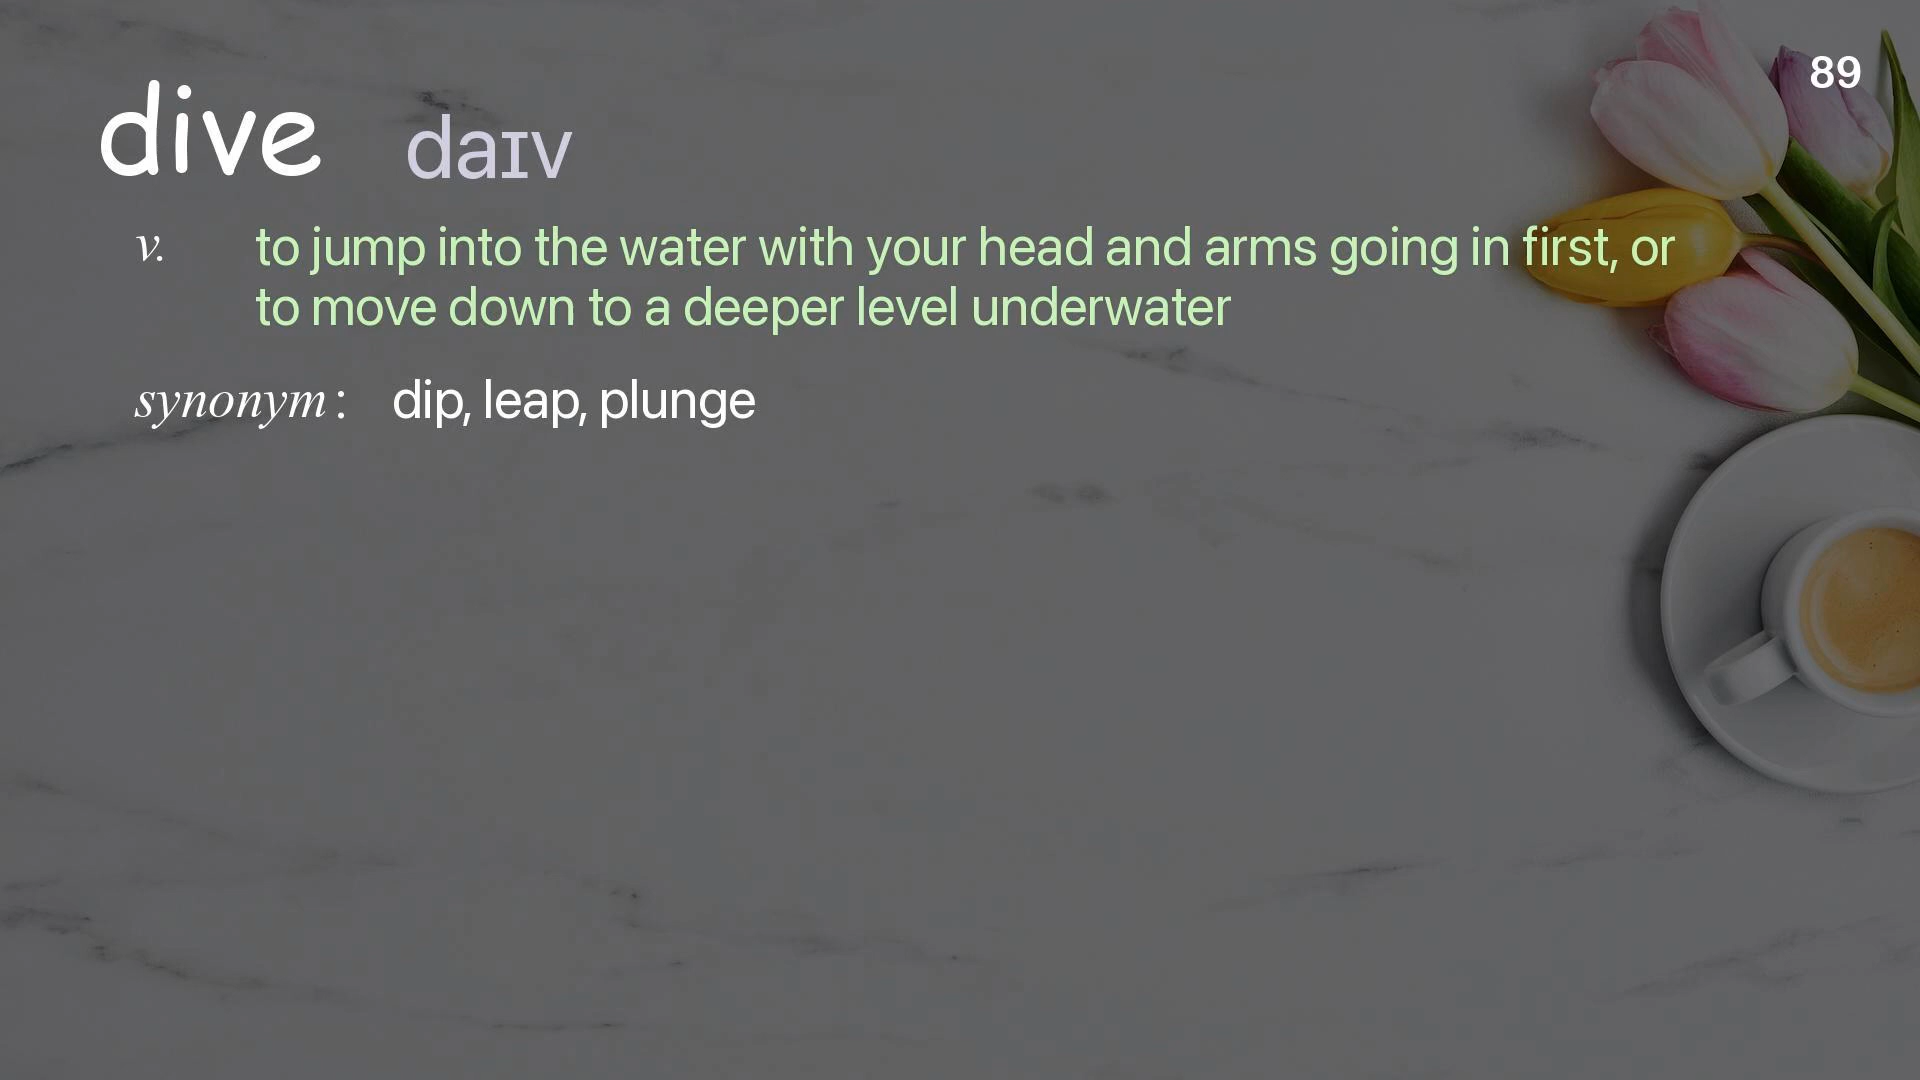 89
dive daɪv
v. to jump into the water with your head and arms going in first, or
to move down to a deeper level underwater
synonym: dip, leap, plunge